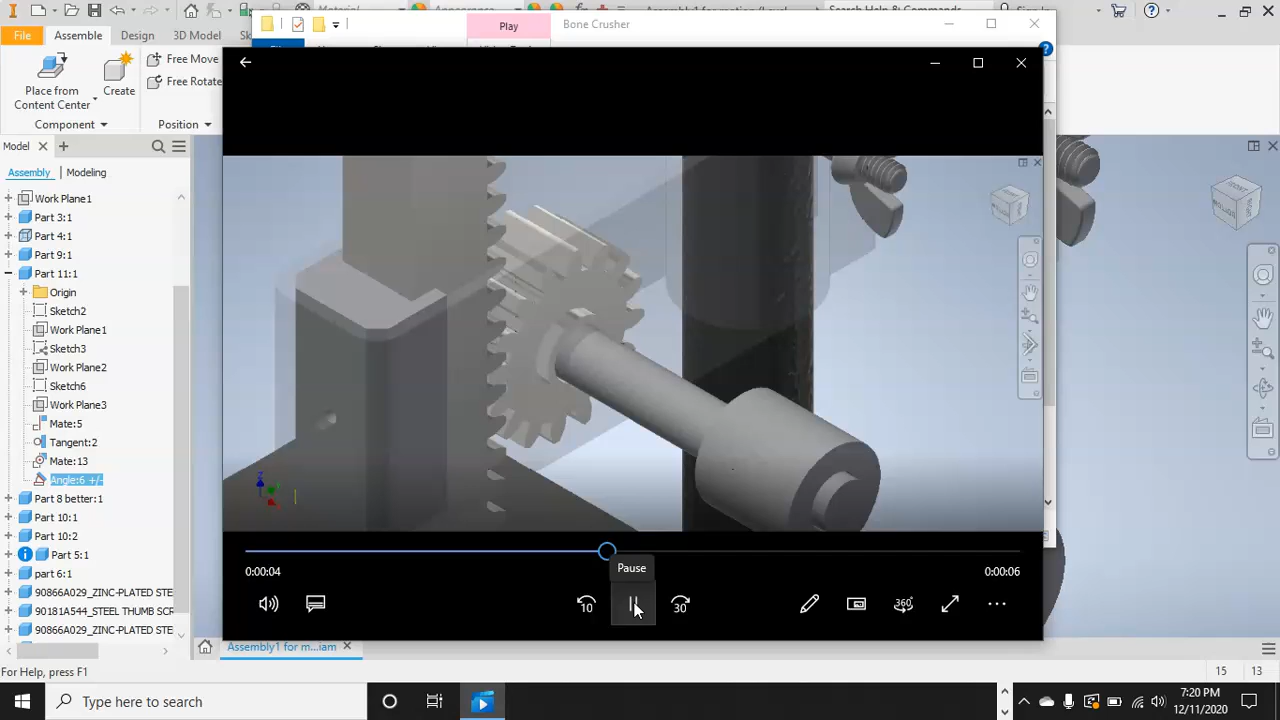 Play
Bone Crusher
File
Assemble
Design
3D Model
Free Move
Free Rotate
Place from
Content Center
Create
Component
Position
Model
Assembly
Modeling
Work Plane1
Part 3:1
Part 4:1
Part 9:1
Part 11:1
Origin
Sketch2
Work Plane1
Sketch3
Work Plane2
Sketch6
Work Plane3
Mate:5
Tangent:2
Mate:13
Angle:6 +/-
Part 8 better:1
Part 10:1
Part 10:2
Part 5:1
part 6:1
90866A029_ZINC-PLATED STE
90181A544_STEEL THUMB SCR
90866A029_ZINC-PLATED STE
0:00:04
Pause
0:00:06
10
30
360
Assembly1 for m...iam
For Help, press F1
15
13
Type here to search
7:20 PM
12/11/2020